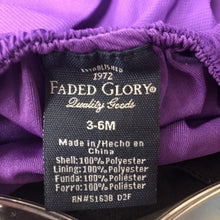 ESTABLISHED
1972
FADED GLORY®
Quality Goods
3-6M
Made in/Hecho en
China
Shell: 100% Polyester
Lining: 100% Polyester
Funda: 100% Poliéster
Forro: 100% Poliéster
RN#51638 D2F